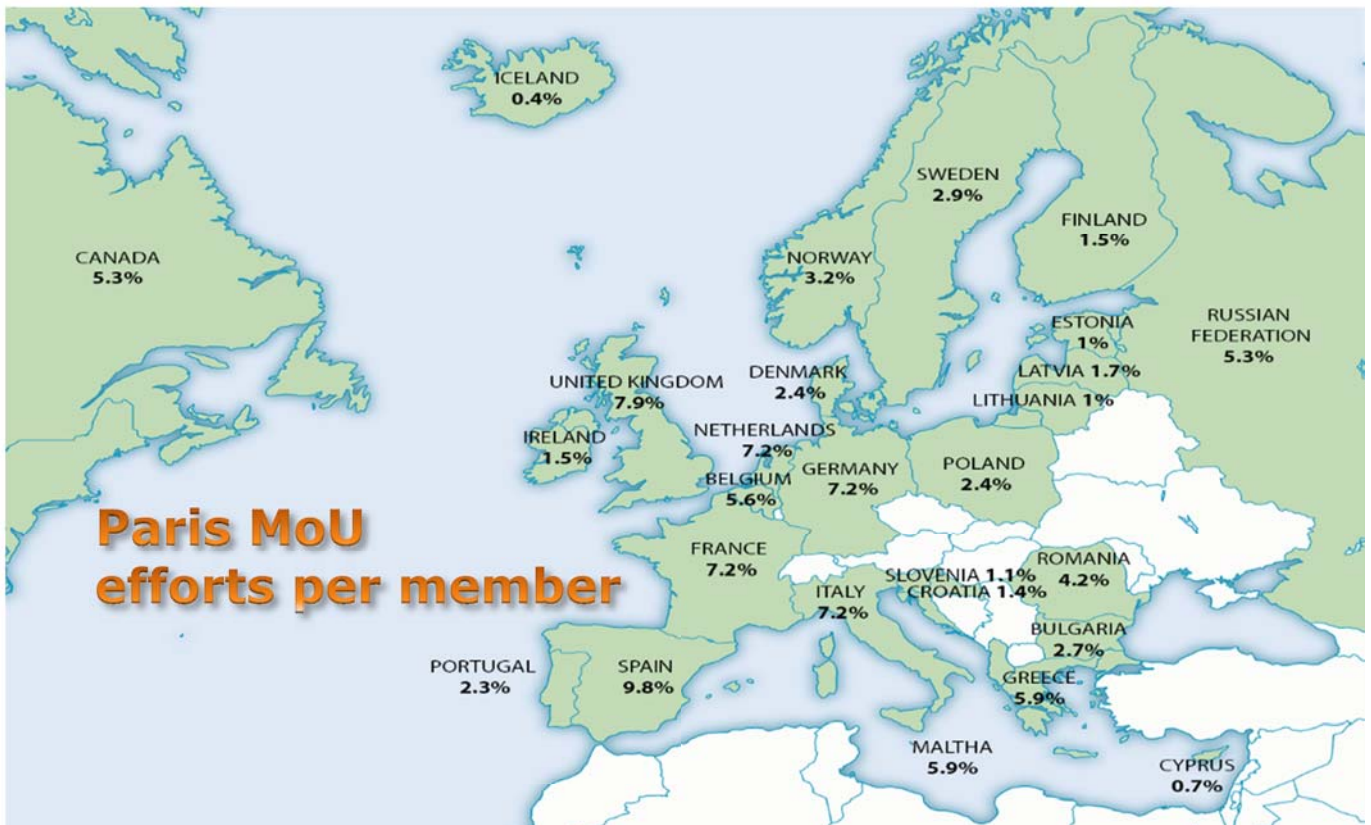 ICELAND
0.4%
SWEDEN
2.9%
FINLAND
1.5%
CANADA
5.3%
NORWAY
3.2%
RUSSIAN
FEDERATION
5.3%
ESTONIA
1%
LATVIA 1.7%
LITHUANIA 1%
DENMARK
2.4%
UNITED KINGDOM
7.9%
IRELAND
1.5%
NETHERLANDS
7.2%
BELGIUM
5.6%
GERMANY
7.2%
POLAND
2.4%
Paris MoU
efforts per member
FRANCE
7.2%
SLOVENIA 1.1%
CROATIA 1.4%
ROMANIA
4.2%
ITALY
7.2%
BULGARIA
2.7%
PORTUGAL
2.3%
SPAIN
9.8%
GREECE
5.9%
MALTHA
5.9%
CYPRUS
0.7%